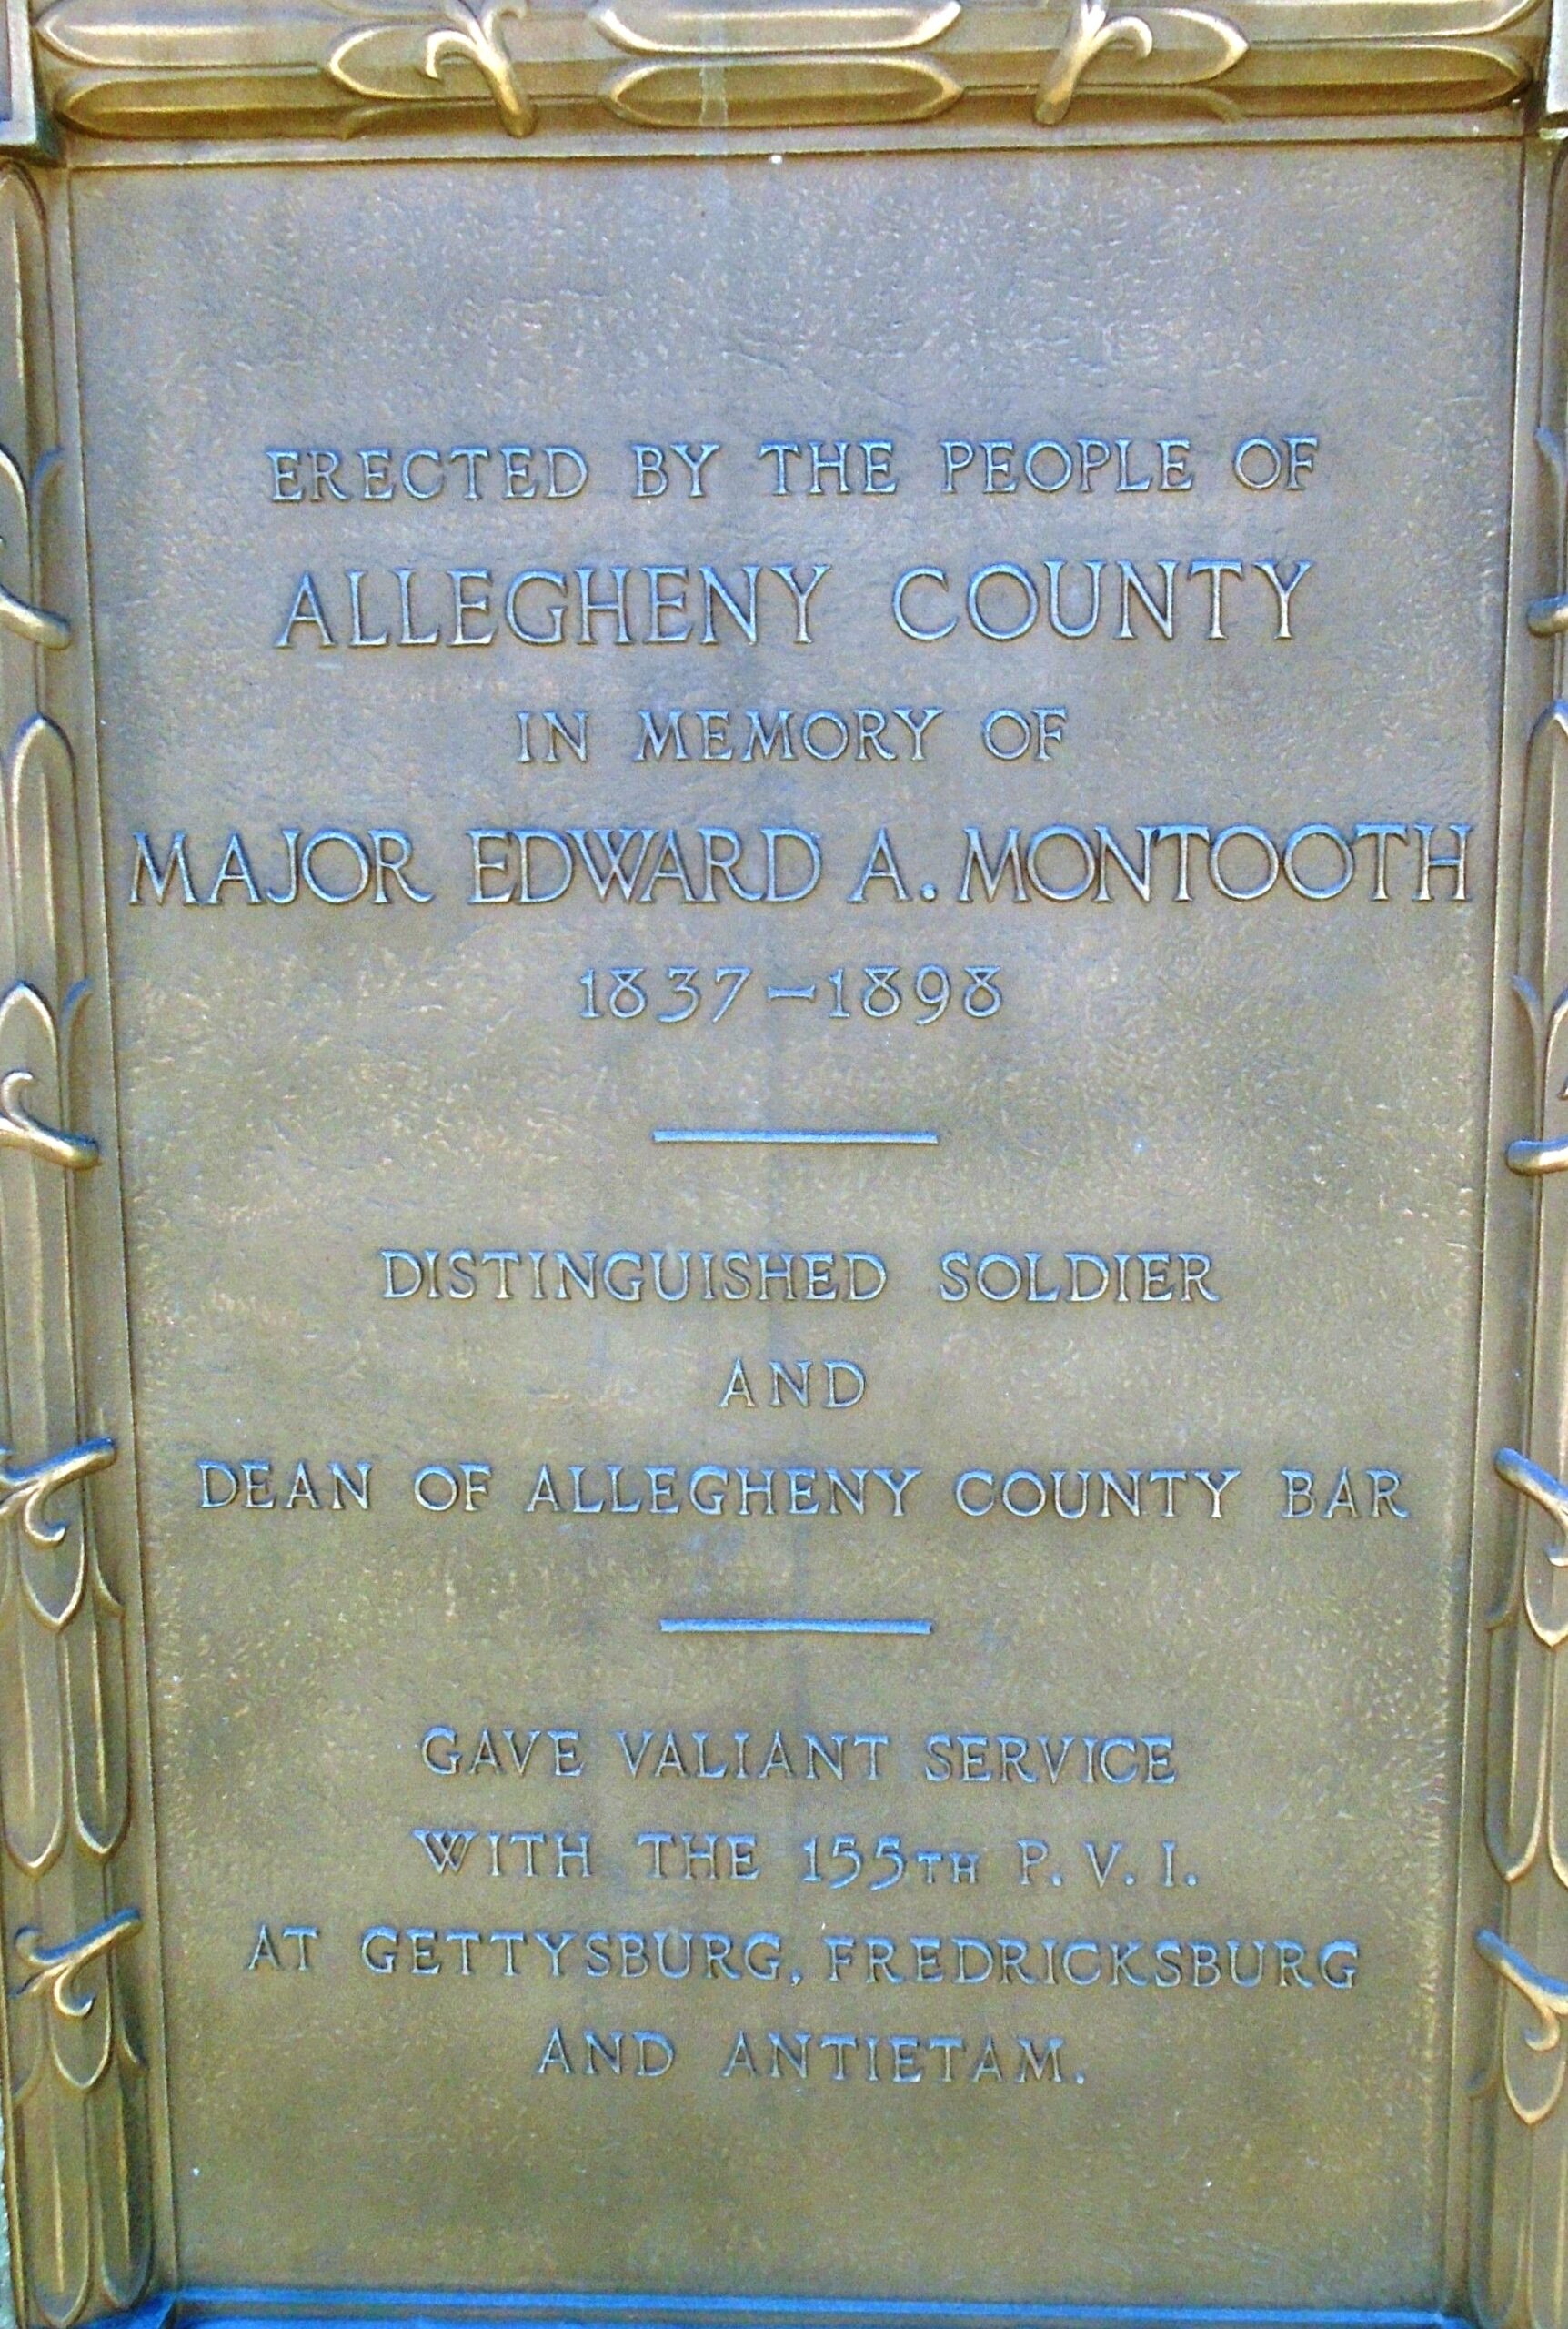 ERECTED BY THE PEOPLE OF
ALLEGHENY COUNTY
IN MEMORY OF
MAJOR EDWARD A. MONTOOTH
1837-1898
DISTINGUISHED SOLDIER
AND
DEAN OF ALLEGHENY COUNTY BAR
GAVE VALIANT SERVICE
WITH THE 155TH P. V. I.
AT GETTYSBURG, FREDRICKSBURG
AND ANTIETAM.